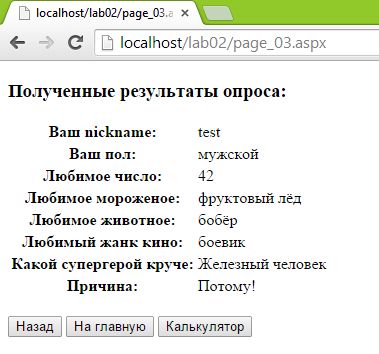 localhost/lab02/page_03.a
localhost/lab02/page_03.aspx
Полученные результаты опроса:
Ваш nickname: test
Ваш пол: мужской
Любимое число: 42
Любимое мороженое: фруктовый лёд
Любимое животное: бобёр
Любимый жанк кино: боевик
Какой супергерой круче: Железный человек
Причина: Потому!
Назад На главную Калькулятор